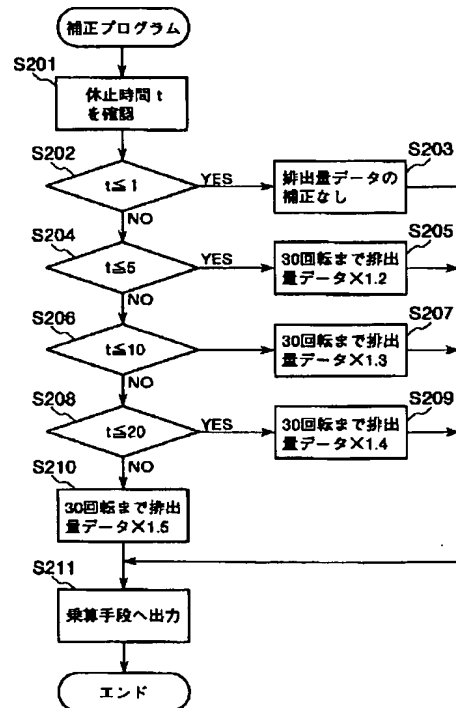 補正プログラム
S201
休止時間 t
を確認
S202
t≦1
YES
NO
S203
排出量データの
補正なし
S204
t≦5
YES
NO
S205
30回転まで排出
量データ×1.2
S206
t≦10
NO
S207
30回転まで排出
量データ×1.3
S208
t≦20
YES
NO
S209
30回転まで排出
量データ×1.4
S210
30回転まで排出
量データ×1.5
S211
乗算手段へ出力
エンド